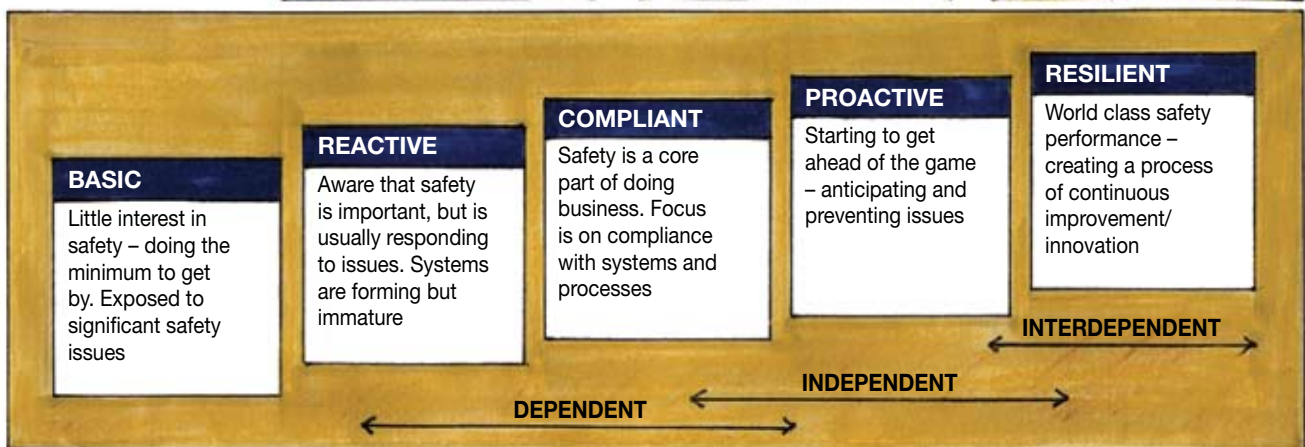 BASIC
Little interest in
safety – doing the
minimum to get
by. Exposed to
significant safety
issues
REACTIVE
Aware that safety
is important, but is
usually responding
to issues. Systems
are forming but
immature
COMPLIANT
Safety is a core
part of doing
business. Focus
is on compliance
with systems and
processes
PROACTIVE
Starting to get
ahead of the game
– anticipating and
preventing issues
RESILIENT
World class safety
performance –
creating a process
of continuous
improvement/
innovation
INTERDEPENDENT
INDEPENDENT
DEPENDENT